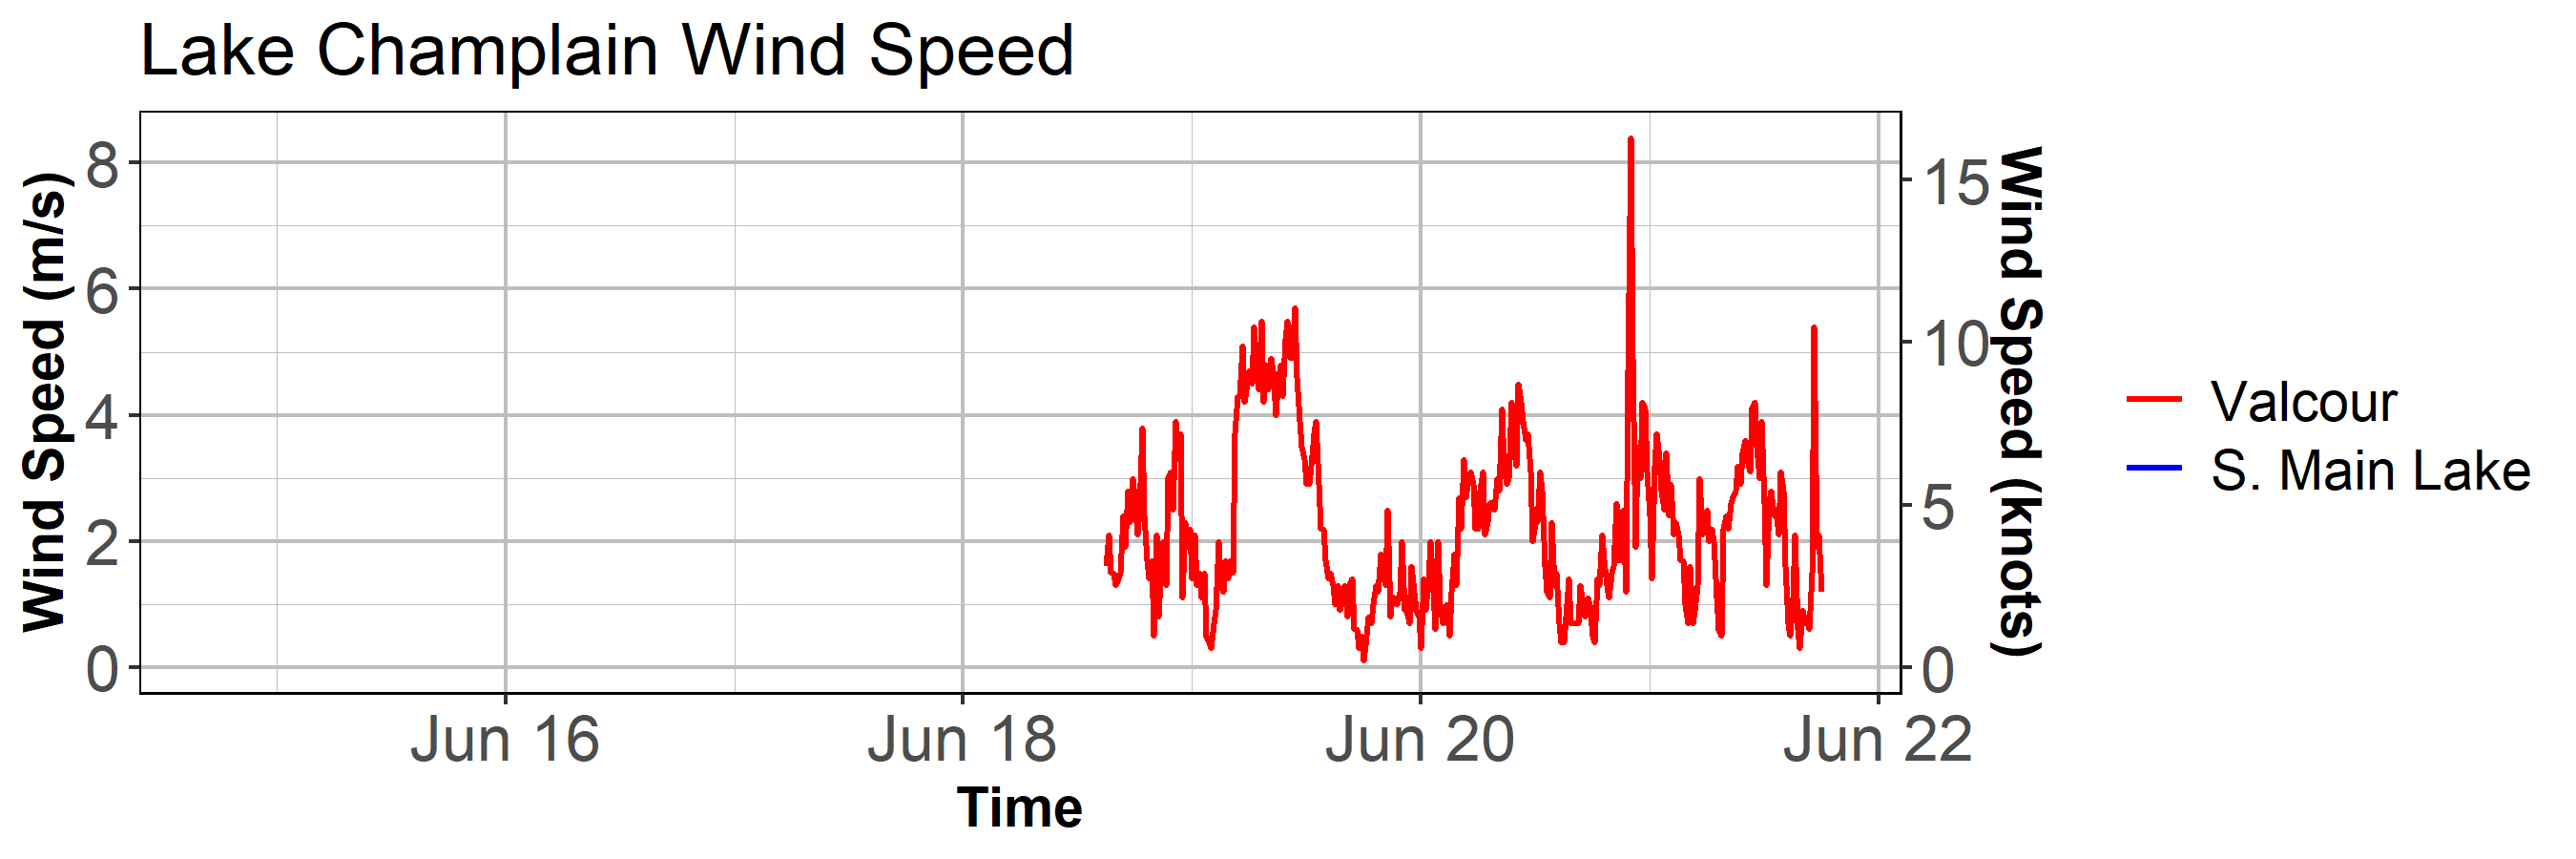 Lake Champlain Wind Speed
Wind Speed (m/s)
8
6
4
2
0
15
10
5
0
Wind Speed (knots)
Jun 16
Jun 18
Jun 20
Jun 22
Time
Valcour
S. Main Lake